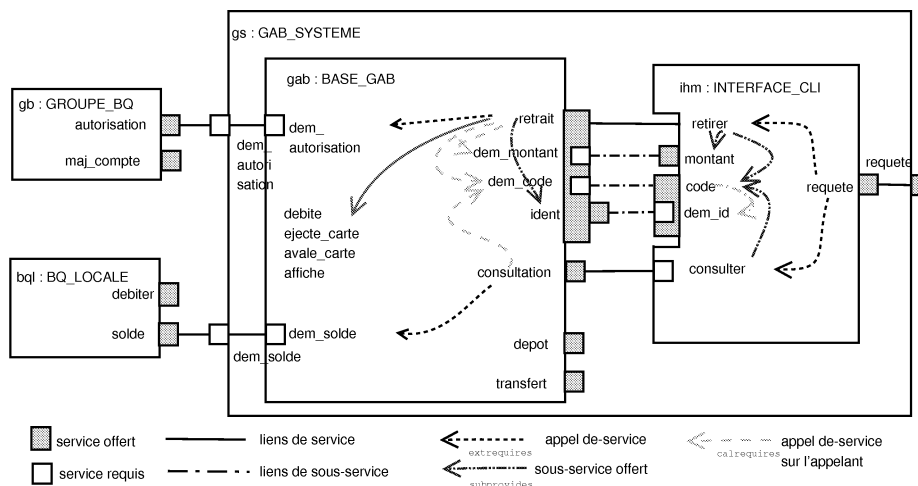 gs : GAB_SYSTEME
gb : GROUPE_BQ
autorisation
maj_compte
bql : BQ_LOCALE
debiter
solde
dem_
autori
sation
dem_solde
gab : BASE_GAB
dem_
autorisation
retrait
dem_montant
dem_code
ident
debite
ejecte_carte
avale_carte
affiche
consultation
dem_solde
depot
transfert
ihm : INTERFACE_CLI
retirer
montant
code
dem_id
requete
consulter
requete
service offert
liens de service
extrequires
appel de-service
calrequires
appel de-service
sur l'appelant
service requis
liens de sous-service
subprovides
sous-service offert